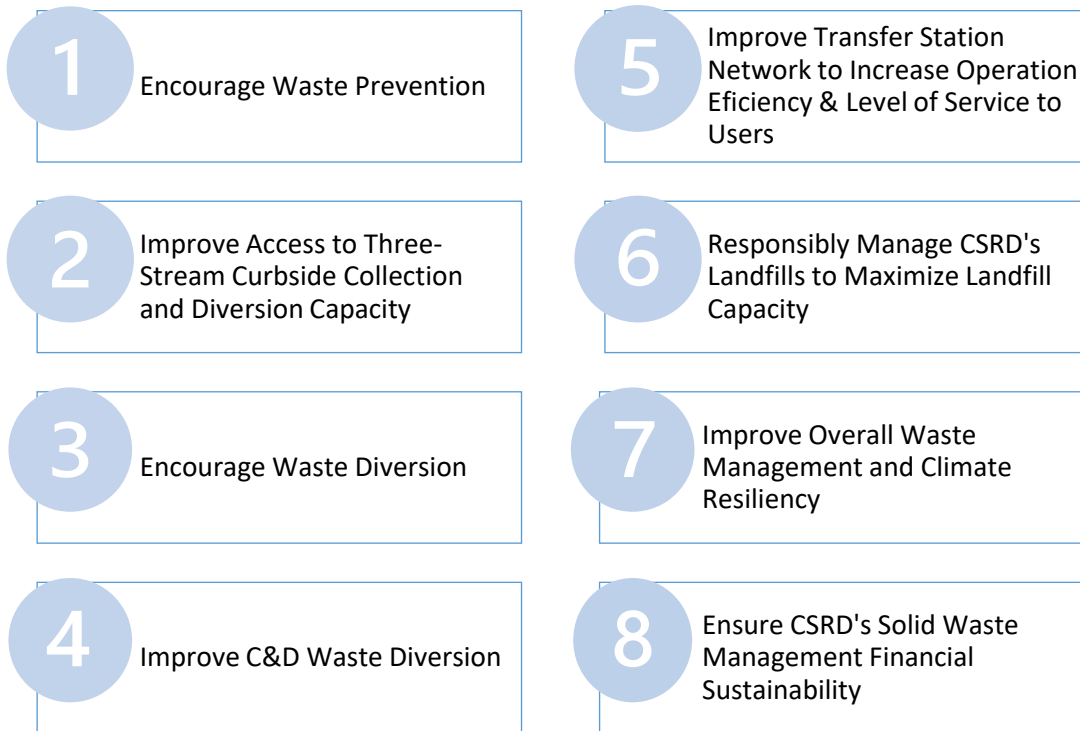 1
Encourage Waste Prevention
2
Improve Access to Three-
Stream Curbside Collection
and Diversion Capacity
3
Encourage Waste Diversion
4
Improve C&D Waste Diversion
5
Improve Transfer Station
Network to Increase Operation
Eficiency & Level of Service to
Users
6
Responsibly Manage CSRD's
Landfills to Maximize Landfill
Capacity
7
Improve Overall Waste
Management and Climate
Resiliency
8
Ensure CSRD's Solid Waste
Management Financial
Sustainability